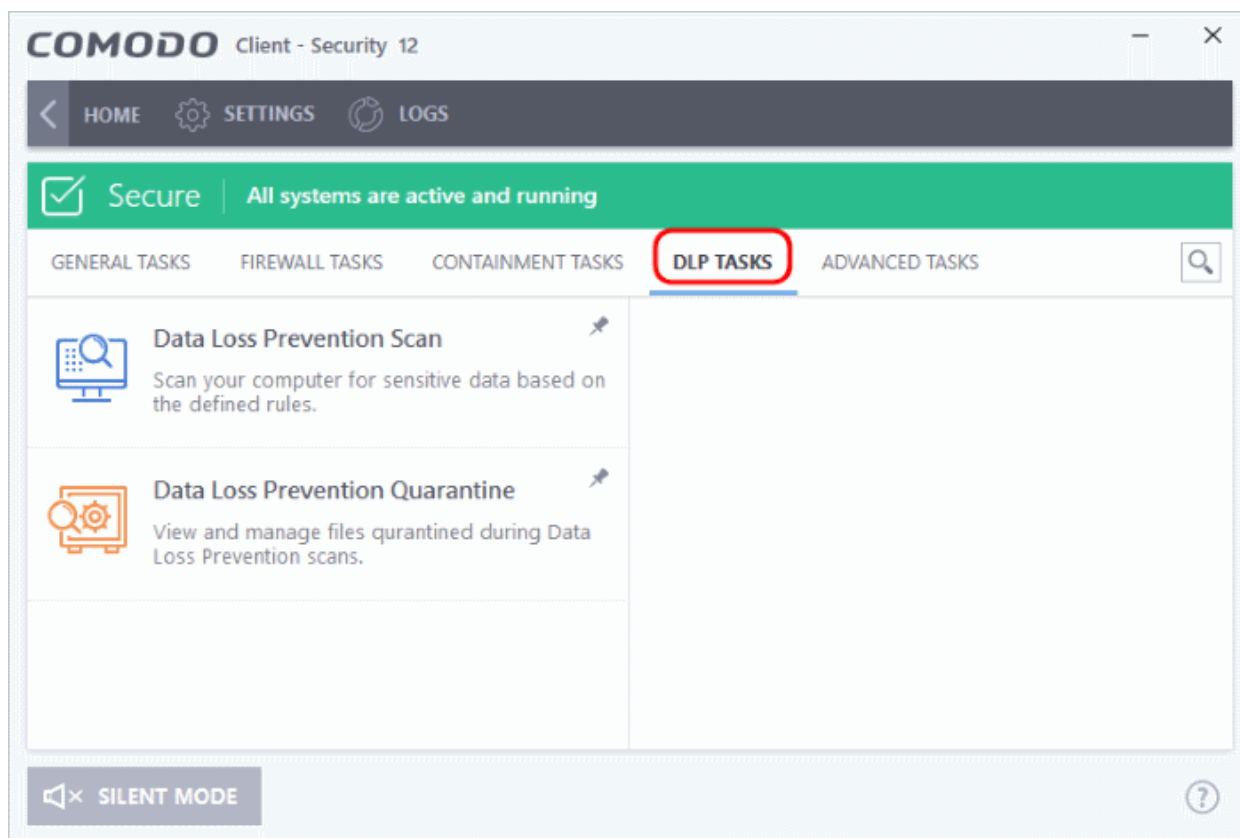 COMODO Client - Security 12
HOME SETTINGS LOGS
Secure All systems are active and running
GENERAL TASKS FIREWALL TASKS CONTAINMENT TASKS DLP TASKS ADVANCED TASKS
Data Loss Prevention Scan
Scan your computer for sensitive data based on
the defined rules.
Data Loss Prevention Quarantine
View and manage files qurantined during Data
Loss Prevention scans.
SILENT MODE
?